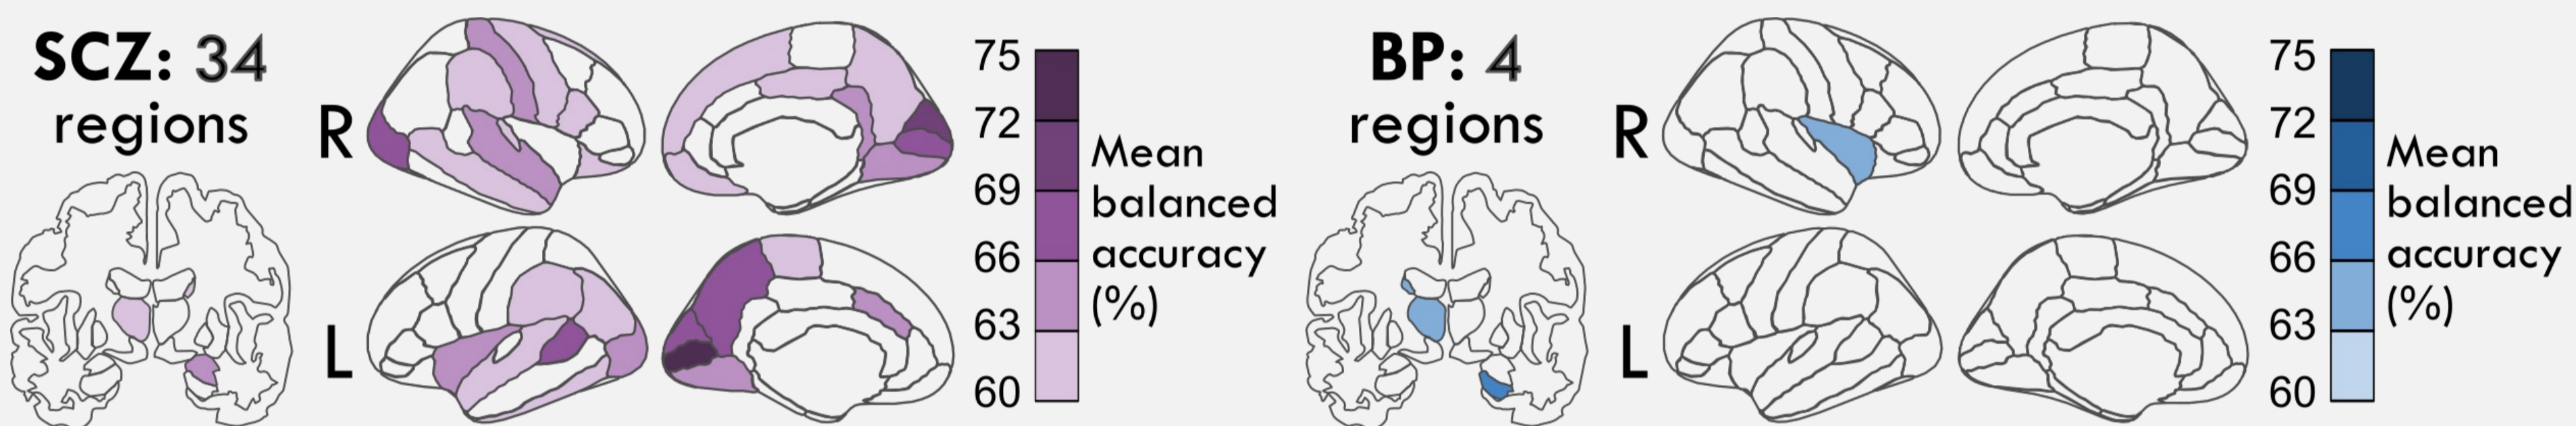 SCZ: 34
regions
R
L
75
72
69
66
63
60
Mean
balanced
accuracy
(%)
BP: 4
regions
R
L
75
72
69
66
63
60
Mean
balanced
accuracy
(%)